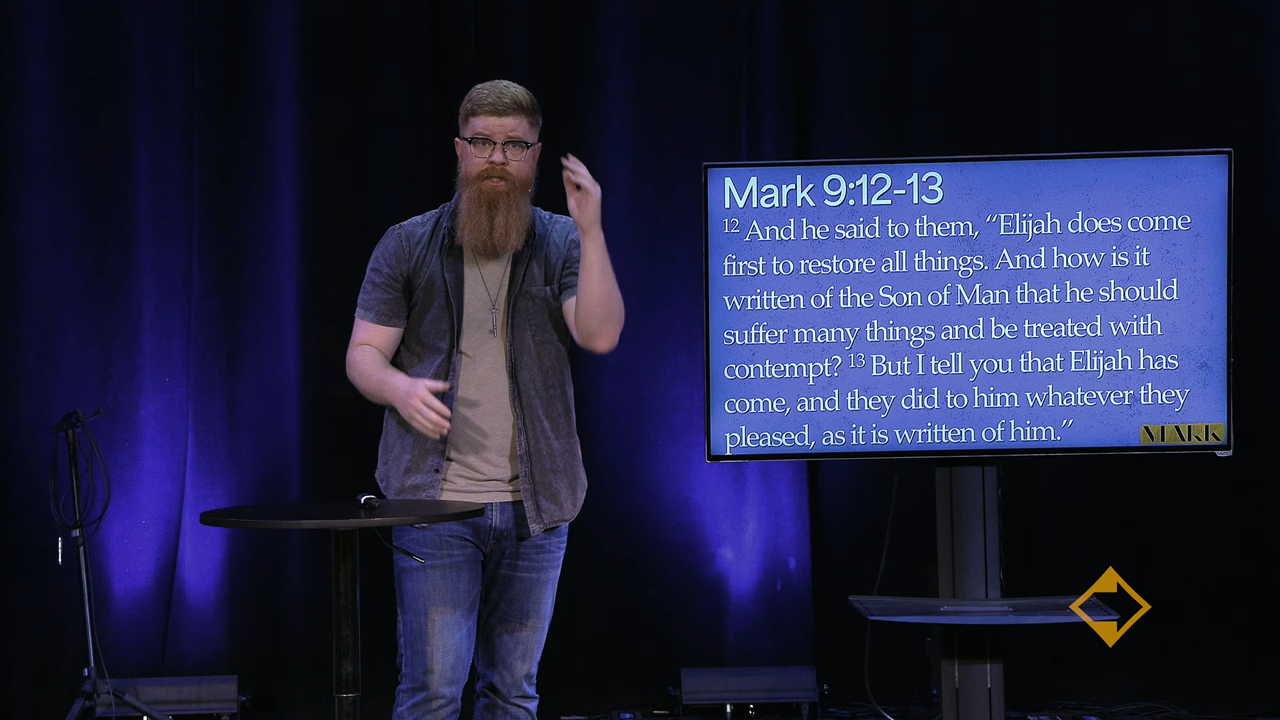 Mark 9:12-13
12 And he said to them, “Elijah does come
first to restore all things. And how is it
written of the Son of Man that he should
suffer many things and be treated with
contempt? 13 But I tell you that Elijah has
come, and they did to him whatever they
pleased, as it is written of him.”
MARK